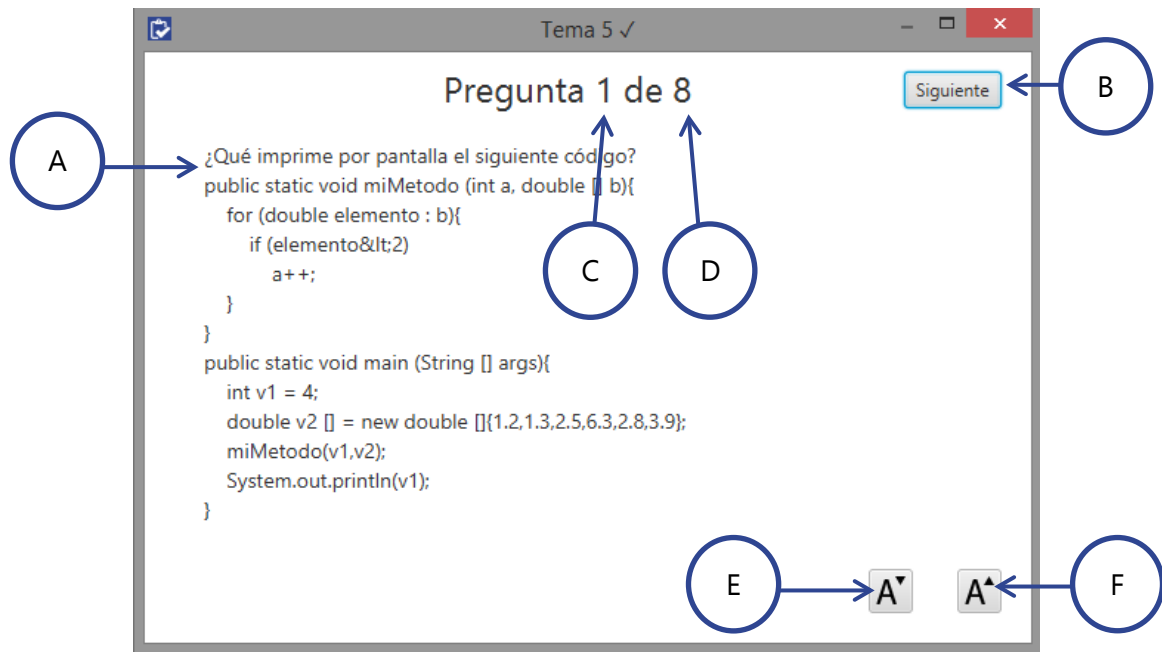 Tema 5 ✓
Pregunta 1 de 8
Siguiente
B
A
¿Qué imprime por pantalla el siguiente código?
public static void miMetodo (int a, double [] b){
for (double elemento : b){
if (elemento&lt;2)
a++;
}
}
C
D
public static void main (String [] args){
int v1 = 4;
double v2 [] = new double []{1.2,1.3,2.5,6.3,2.8,3.9};
miMetodo(v1,v2);
System.out.println(v1);
}
E
A
A
F